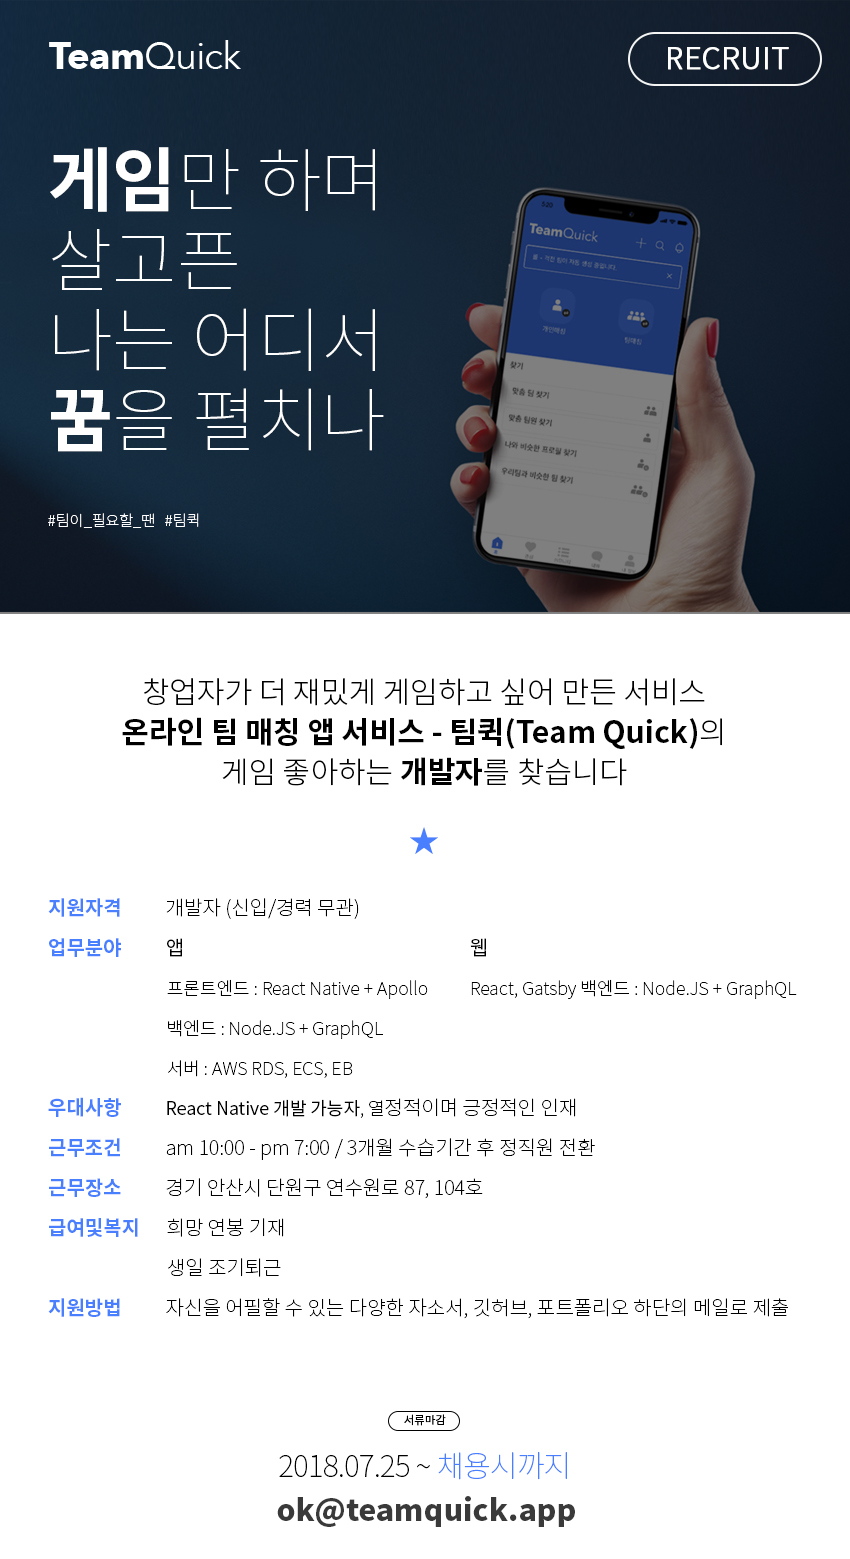 TeamQuick
RECRUIT
게임만 하며
살고픈
나는 어디서
꿈을 펼치나
#팀이_필요할_땐 #팀퀵
TeamQuick
개인매칭
팀매칭
찾기
맞춤 팀 찾기
맞춤 팀원 찾기
나와 비슷한 프로필 찾기
우리팀과 비슷한 팀 찾기
창업자가 더 재밌게 게임하고 싶어 만든 서비스
온라인 팀 매칭 앱 서비스 - 팀퀵(Team Quick)의
게임 좋아하는 개발자를 찾습니다
지원자격 개발자 (신입/경력 무관)
업무분야 앱 웹
프론트엔드 : React Native + Apollo React, Gatsby 백엔드 : Node.JS + GraphQL
백엔드 : Node.JS + GraphQL
서버 : AWS RDS, ECS, EB
우대사항 React Native 개발 가능자, 열정적이며 긍정적인 인재
근무조건 am 10:00 - pm 7:00 / 3개월 수습기간 후 정직원 전환
근무장소 경기 안산시 단원구 연수원로 87, 104호
급여및복지 희망 연봉 기재
생일 조기퇴근
지원방법 자신을 어필할 수 있는 다양한 자소서, 깃허브, 포트폴리오 하단의 메일로 제출
서류마감
2018.07.25 ~ 채용시까지
ok@teamquick.app